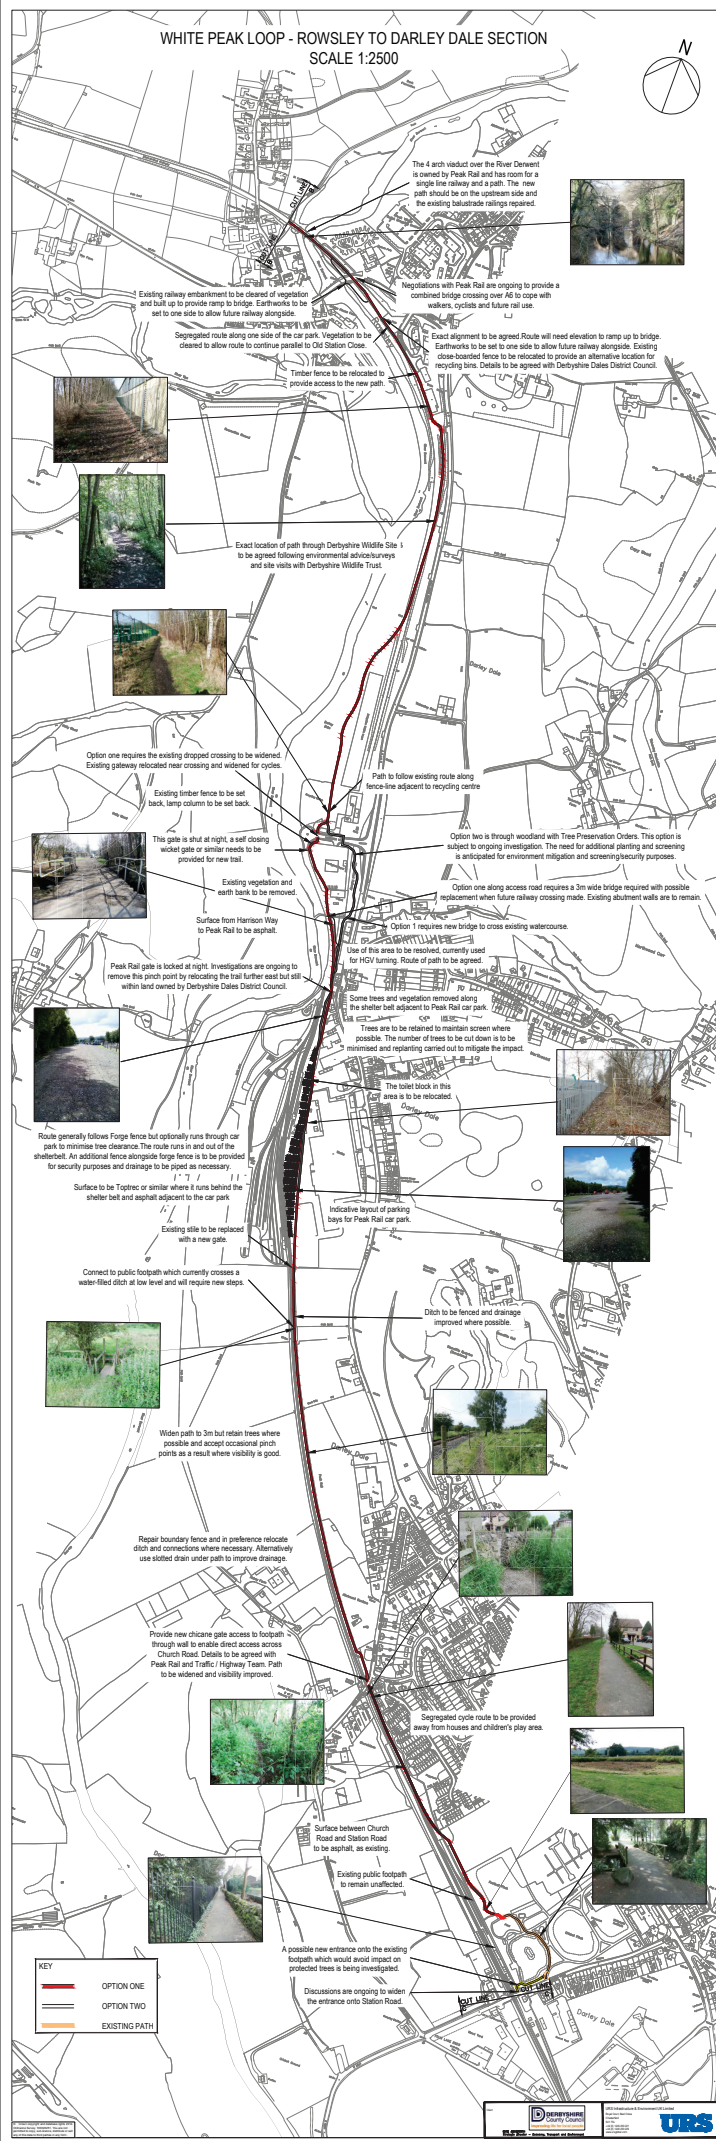 WHITE PEAK LOOP - ROWSLEY TO DARLEY DALE SECTION
SCALE 1:2500
N
The 4 arch viaduct over the River Derwent
is owned by Peak Rail and has room for a
single line railway and a path. The new
path should be on the upstream side and
the existing balustrade railings repaired.
CUT LINE
CUT LINE
Negotiations with Peak Rail are ongoing to provide a
combined bridge crossing over A6 to cope with
walkers, cyclists and future rail use.
Existing railway embankment to be cleared of vegetation
and built up to provide ramp to bridge. Earthworks to be
set to one side to allow future railway alongside.
Segregated route along one side of the car park. Vegetation to be
cleared to allow route to continue parallel to Old Station Close.
Exact alignment to be agreed.Route will need elevation to ramp up to bridge.
Earthworks to be set to one side to allow future railway alongside. Existing
close-boarded fence to be relocated to provide an alternative location for
recycling bins. Details to be agreed with Derbyshire Dales District Council.
Timber fence to be relocated to
provide access to the new path.
Exact location of path through Derbyshire Wildlife Site
to be agreed following environmental advice/surveys
and site visits with Derbyshire Wildlife Trust.
Darley Dale
Option one requires the existing dropped crossing to be widened.
Existing gateway relocated near crossing and widened for cycles.
Path to follow existing route along
fence-line adjacent to recycling centre
Existing timber fence to be set
back, lamp column to be set back.
This gate is shut at night, a self closing
wicket gate or similar needs to be
provided for new trail.
Option two is through woodland with Tree Preservation Orders. This option is
subject to ongoing investigation. The need for additional planting and screening
is anticipated for environment mitigation and screening/security purposes.
Existing vegetation and
earth bank to be removed.
Option one along access road requires a 3m wide bridge required with possible
replacement when future railway crossing made. Existing abutment walls are to remain.
Surface from Harrison Way
to Peak Rail to be asphalt.
Option 1 requires new bridge to cross existing watercourse.
Use of this area to be resolved, currently used
for HGV turning. Route of path to be agreed.
Peak Rail gate is locked at night. Investigations are ongoing to
remove this pinch point by relocating the trail further east but still
within land owned by Derbyshire Dales District Council.
Some trees and vegetation removed along
the shelter belt adjacent to Peak Rail car park.
Trees are to be retained to maintain screen where
possible. The number of trees to be cut down is to be
minimised and replanting carried out to mitigate the impact.
The toilet block in this
area is to be relocated.
Darley Dale
Route generally follows Forge fence but optionally runs through car
park to minimise tree clearance.The route runs in and out of the
shelterbelt. An additional fence alongside forge fence is to be provided
for security purposes and drainage to be piped as necessary.
Surface to be Toptrec or similar where it runs behind the
shelter belt and asphalt adjacent to the car park
Indicative layout of parking
bays for Peak Rail car park.
Existing stile to be replaced
with a new gate.
Connect to public footpath which currently crosses a
water-filled ditch at low level and will require new steps.
Ditch to be fenced and drainage
improved where possible.
Widen path to 3m but retain trees where
possible and accept occasional pinch
points as a result where visibility is good.
Darley Dale
Repair boundary fence and in preference relocate
ditch and connections where necessary. Alternatively
use slotted drain under path to improve drainage.
Provide new chicane gate access to footpath
through wall to enable direct access across
Church Road. Details to be agreed with
Peak Rail and Traffic / Highway Team. Path
to be widened and visibility improved.
Segregated cycle route to be provided
away from houses and children's play area.
Surface between Church
Road and Station Road
to be asphalt, as existing.
Existing public footpath
to remain unaffected.
A possible new entrance onto the existing
footpath which would avoid impact on
protected trees is being investigated.
Discussions are ongoing to widen
the entrance onto Station Road.
CUT LINE
CUT LINE
Darley Dale
KEY
OPTION ONE
OPTION TWO
EXISTING PATH
DERBYSHIRE
County Council
Improving life for local people
URS Infrastructure & Environment UK Limited
URS